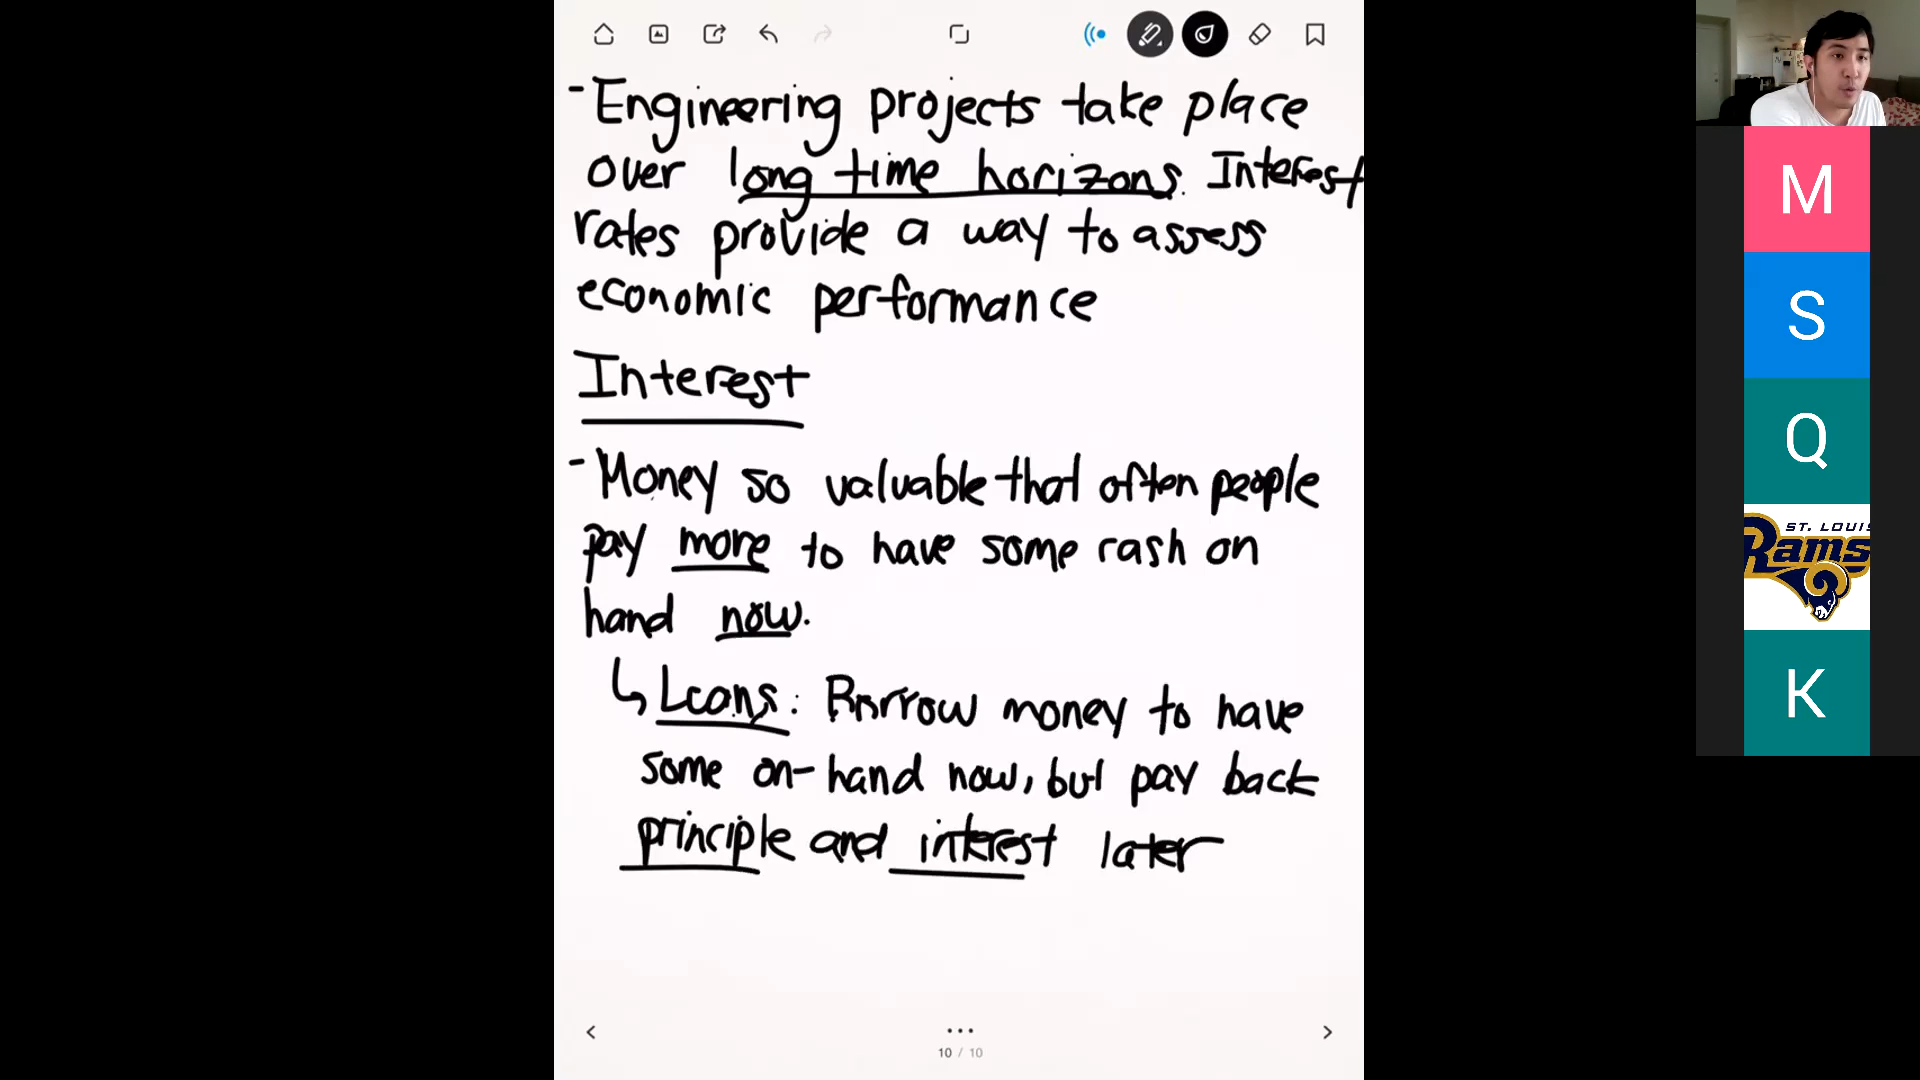 - Engineering projects take place
over long time horizons. Interest
rates provide a way to assess
economic performance
Interest
- Money so valuable that often people
pay more to have some cash on
hand now.
↳ Loans: Borrow money to have
some on-hand now, but pay back
principle and interest later
10 / 10
M
S
Q
ST. LOUIS
Rams
K